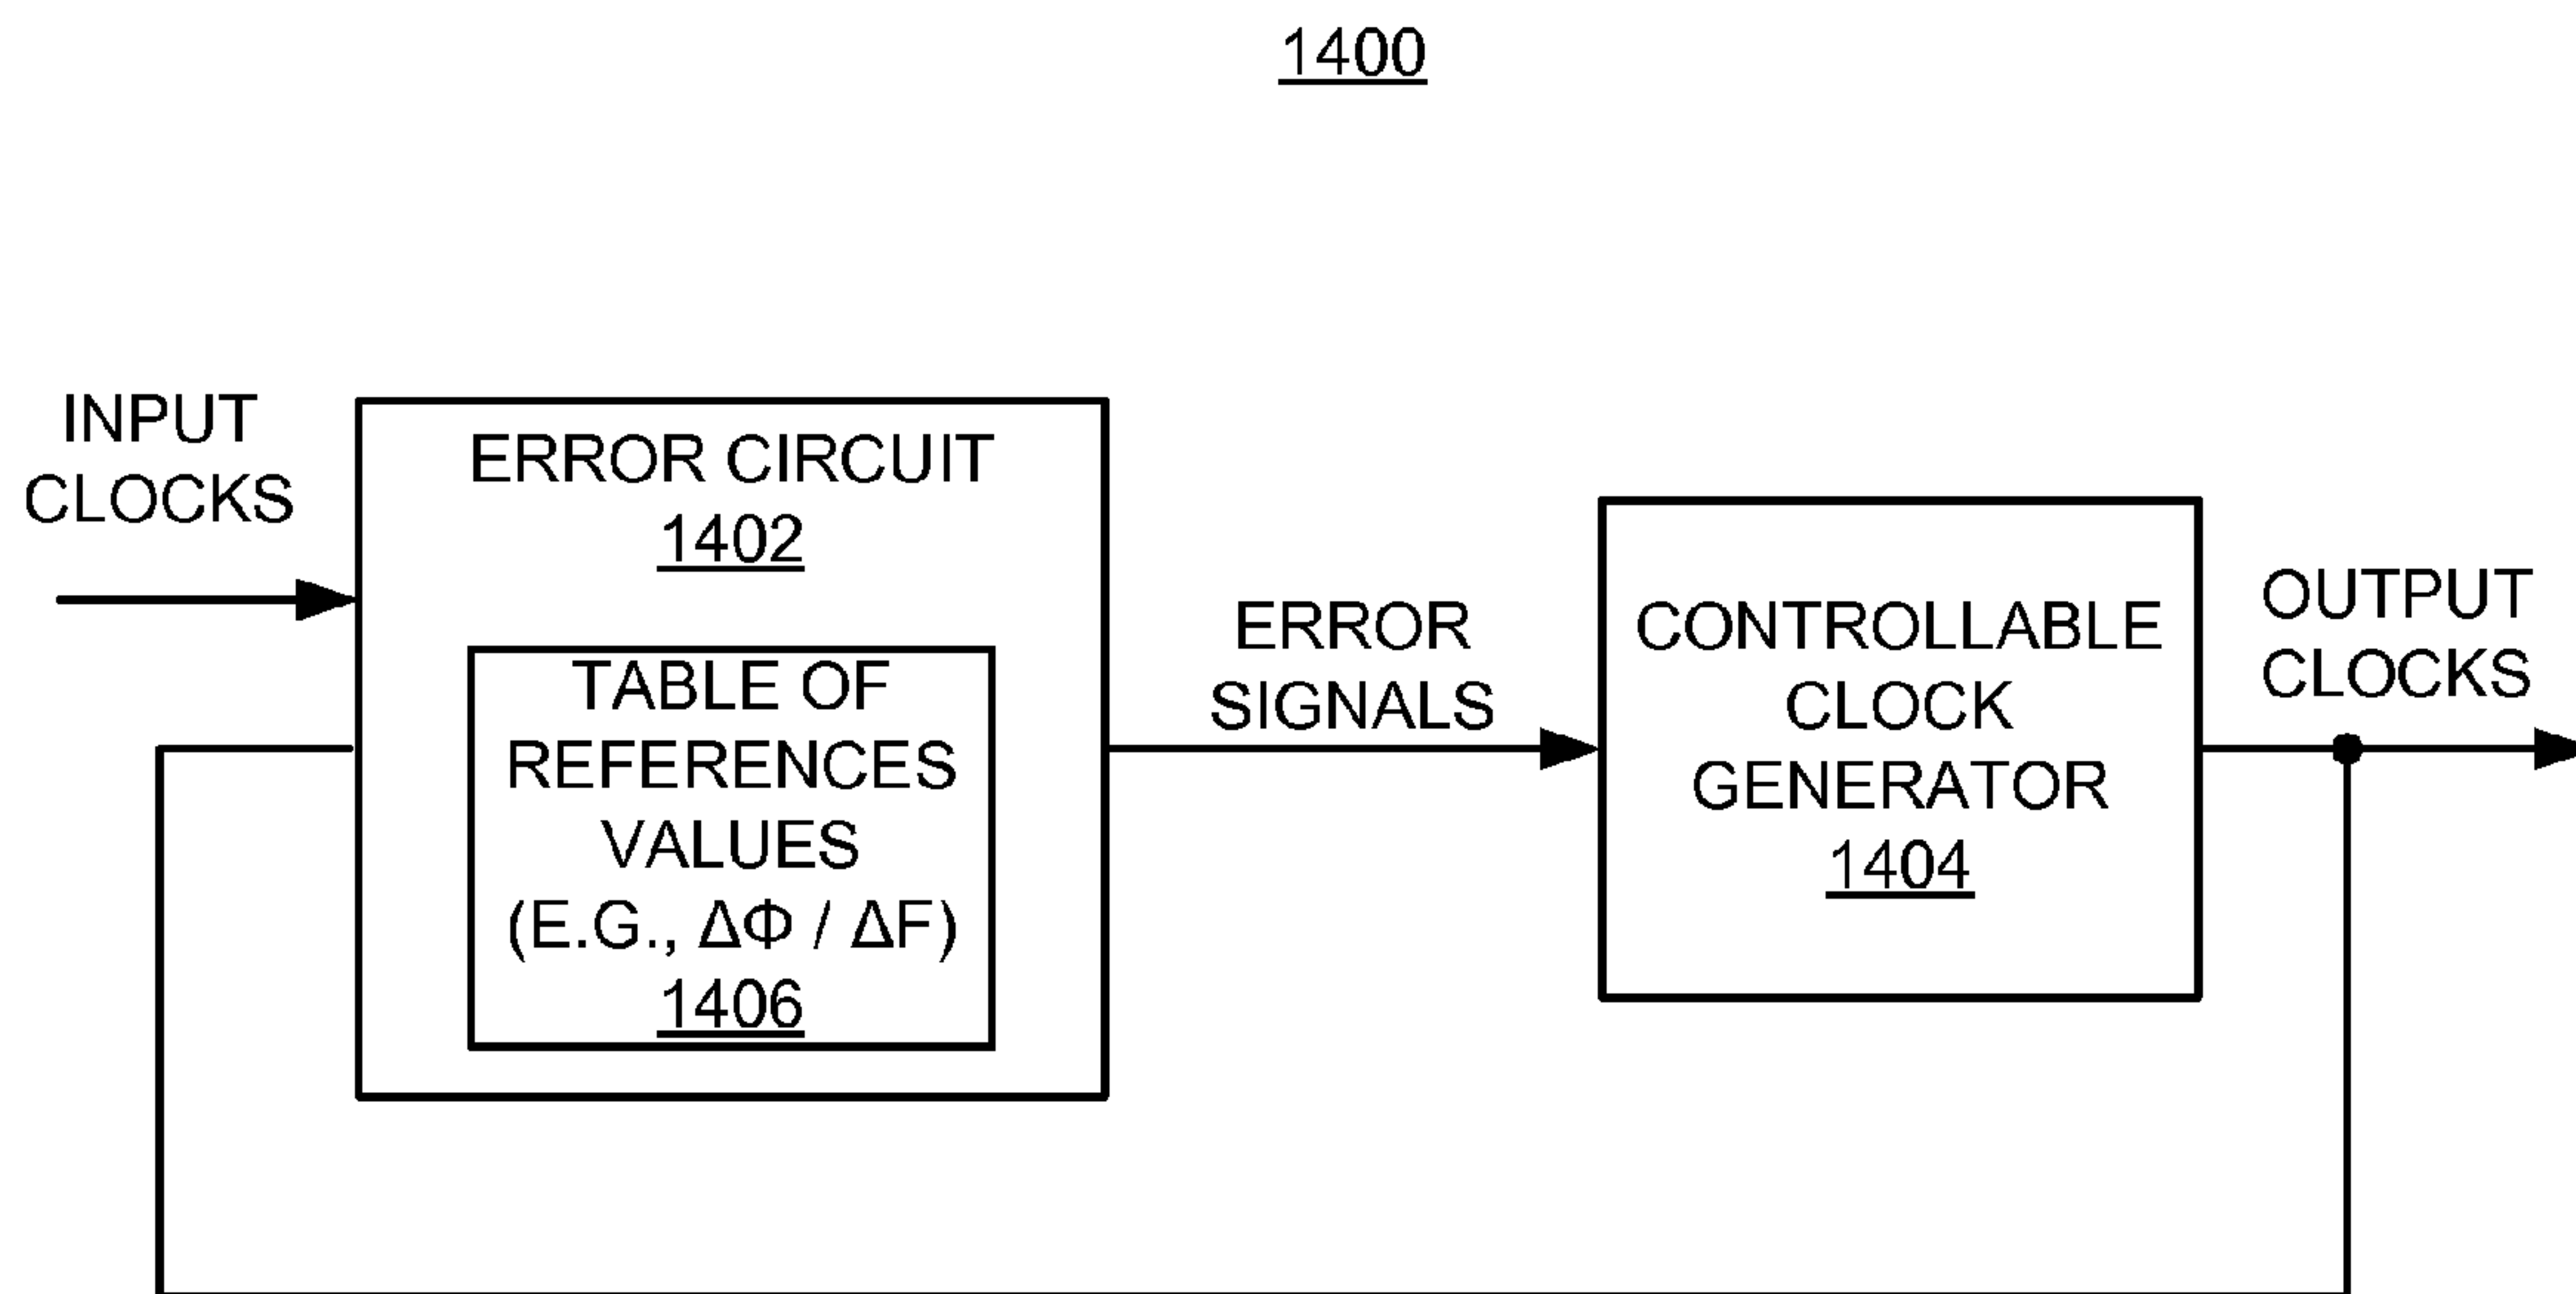 1400
INPUT
CLOCKS
ERROR CIRCUIT
1402
TABLE OF
REFERENCES
VALUES
(E.G., ΔΦ / ΔF)
1406
ERROR
SIGNALS
CONTROLLABLE
CLOCK
GENERATOR
1404
OUTPUT
CLOCKS